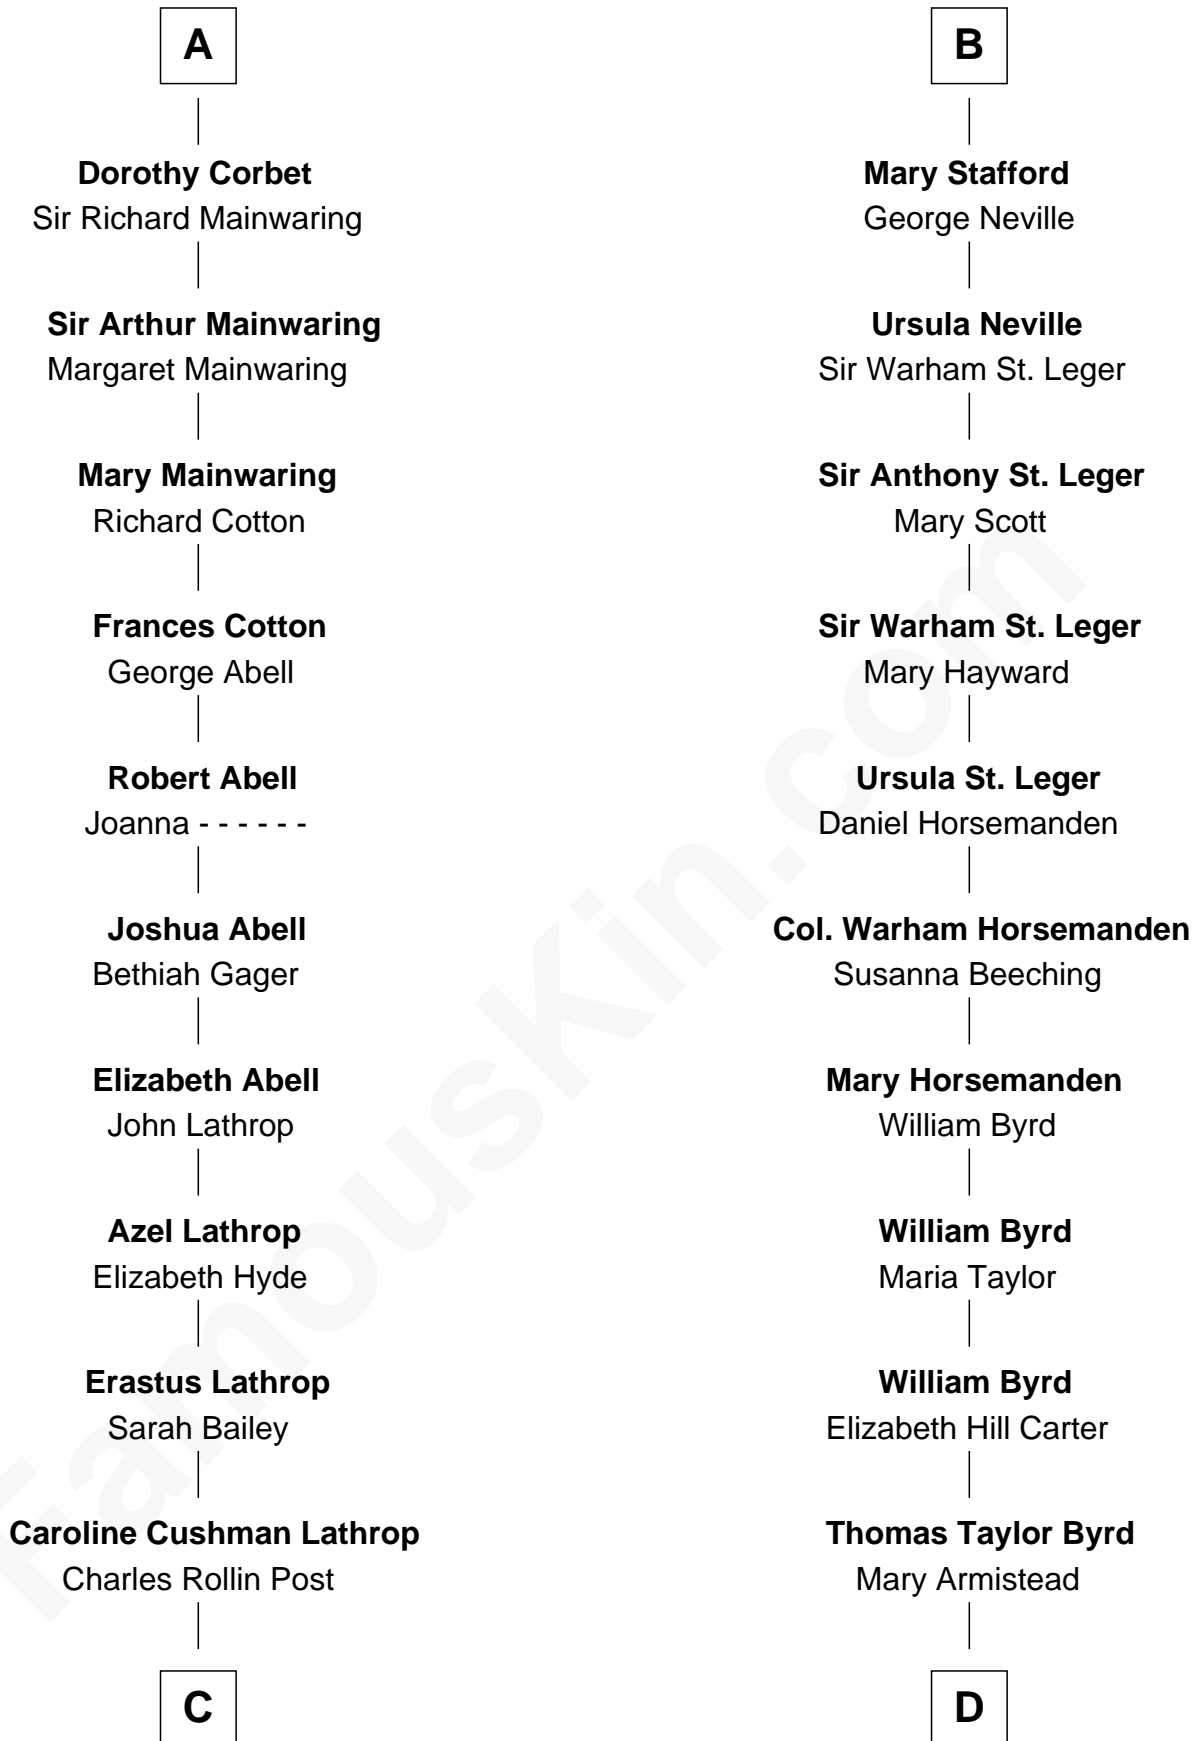 A
Dorothy Corbet
Sir Richard Mainwaring
Sir Arthur Mainwaring
Margaret Mainwaring
Mary Mainwaring
Richard Cotton
Frances Cotton
George Abell
Robert Abell
Joanna - - - - - -
Joshua Abell
Bethiah Gager
Elizabeth Abell
John Lathrop
Azel Lathrop
Elizabeth Hyde
Erastus Lathrop
Sarah Bailey
Caroline Cushman Lathrop
Charles Rollin Post
C
B
Mary Stafford
George Neville
Ursula Neville
Sir Warham St. Leger
Sir Anthony St. Leger
Mary Scott
Sir Warham St. Leger
Mary Hayward
Ursula St. Leger
Daniel Horsemanden
Col. Warham Horsemanden
Susanna Beeching
Mary Horsemanden
William Byrd
William Byrd
Maria Taylor
William Byrd
Elizabeth Hill Carter
Thomas Taylor Byrd
Mary Armistead
D
FamousKin.com